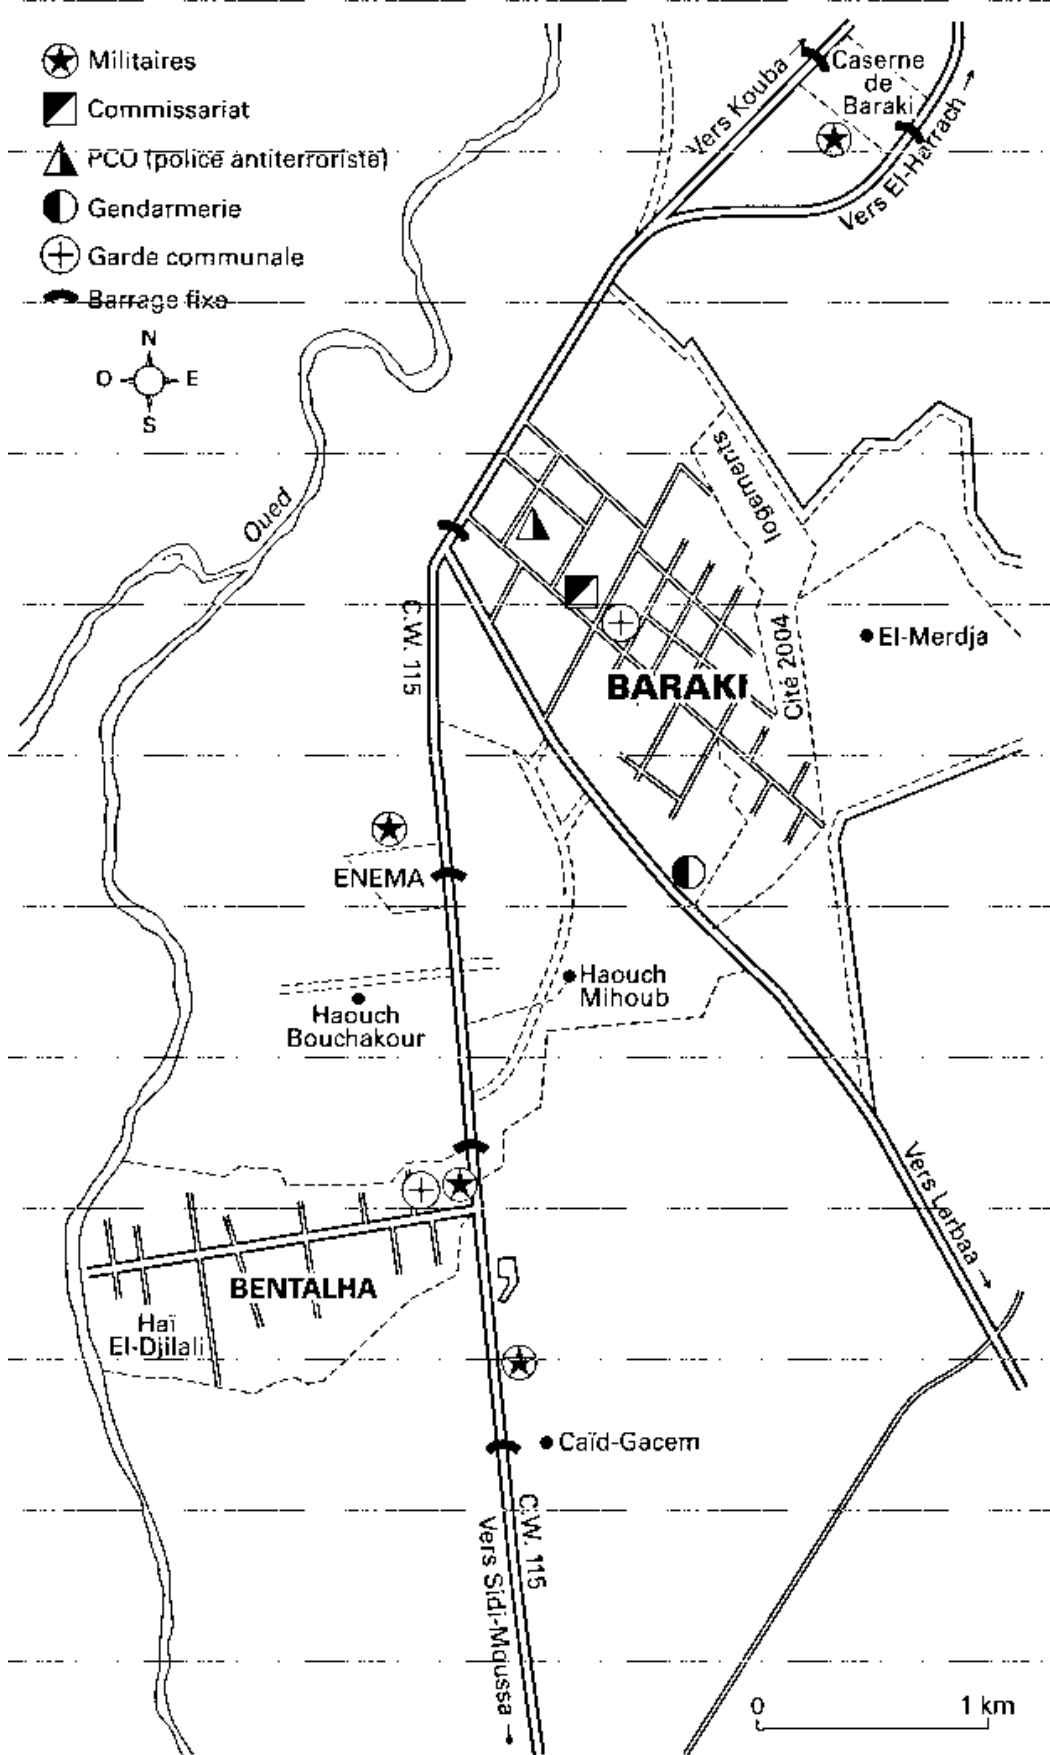 Militaires
Commissariat
PCO (police antiterroriste)
Gendarmerie
Garde communale
Barrage fixe
N
O
E
S
Vers Kouba
Caserne
de
Baraki
Vers El-Harrach
Oued
logements
Cité 2004
C.W. 115
El-Merdja
BARAKI
ENEMA
Haouch
Mihoub
Haouch
Bouchakour
Vers Larbaa
BENTALHA
Haï
El-Djilali
Caïd-Gacem
C.W. 115
Vers Sidi-Moussa
0
1 km